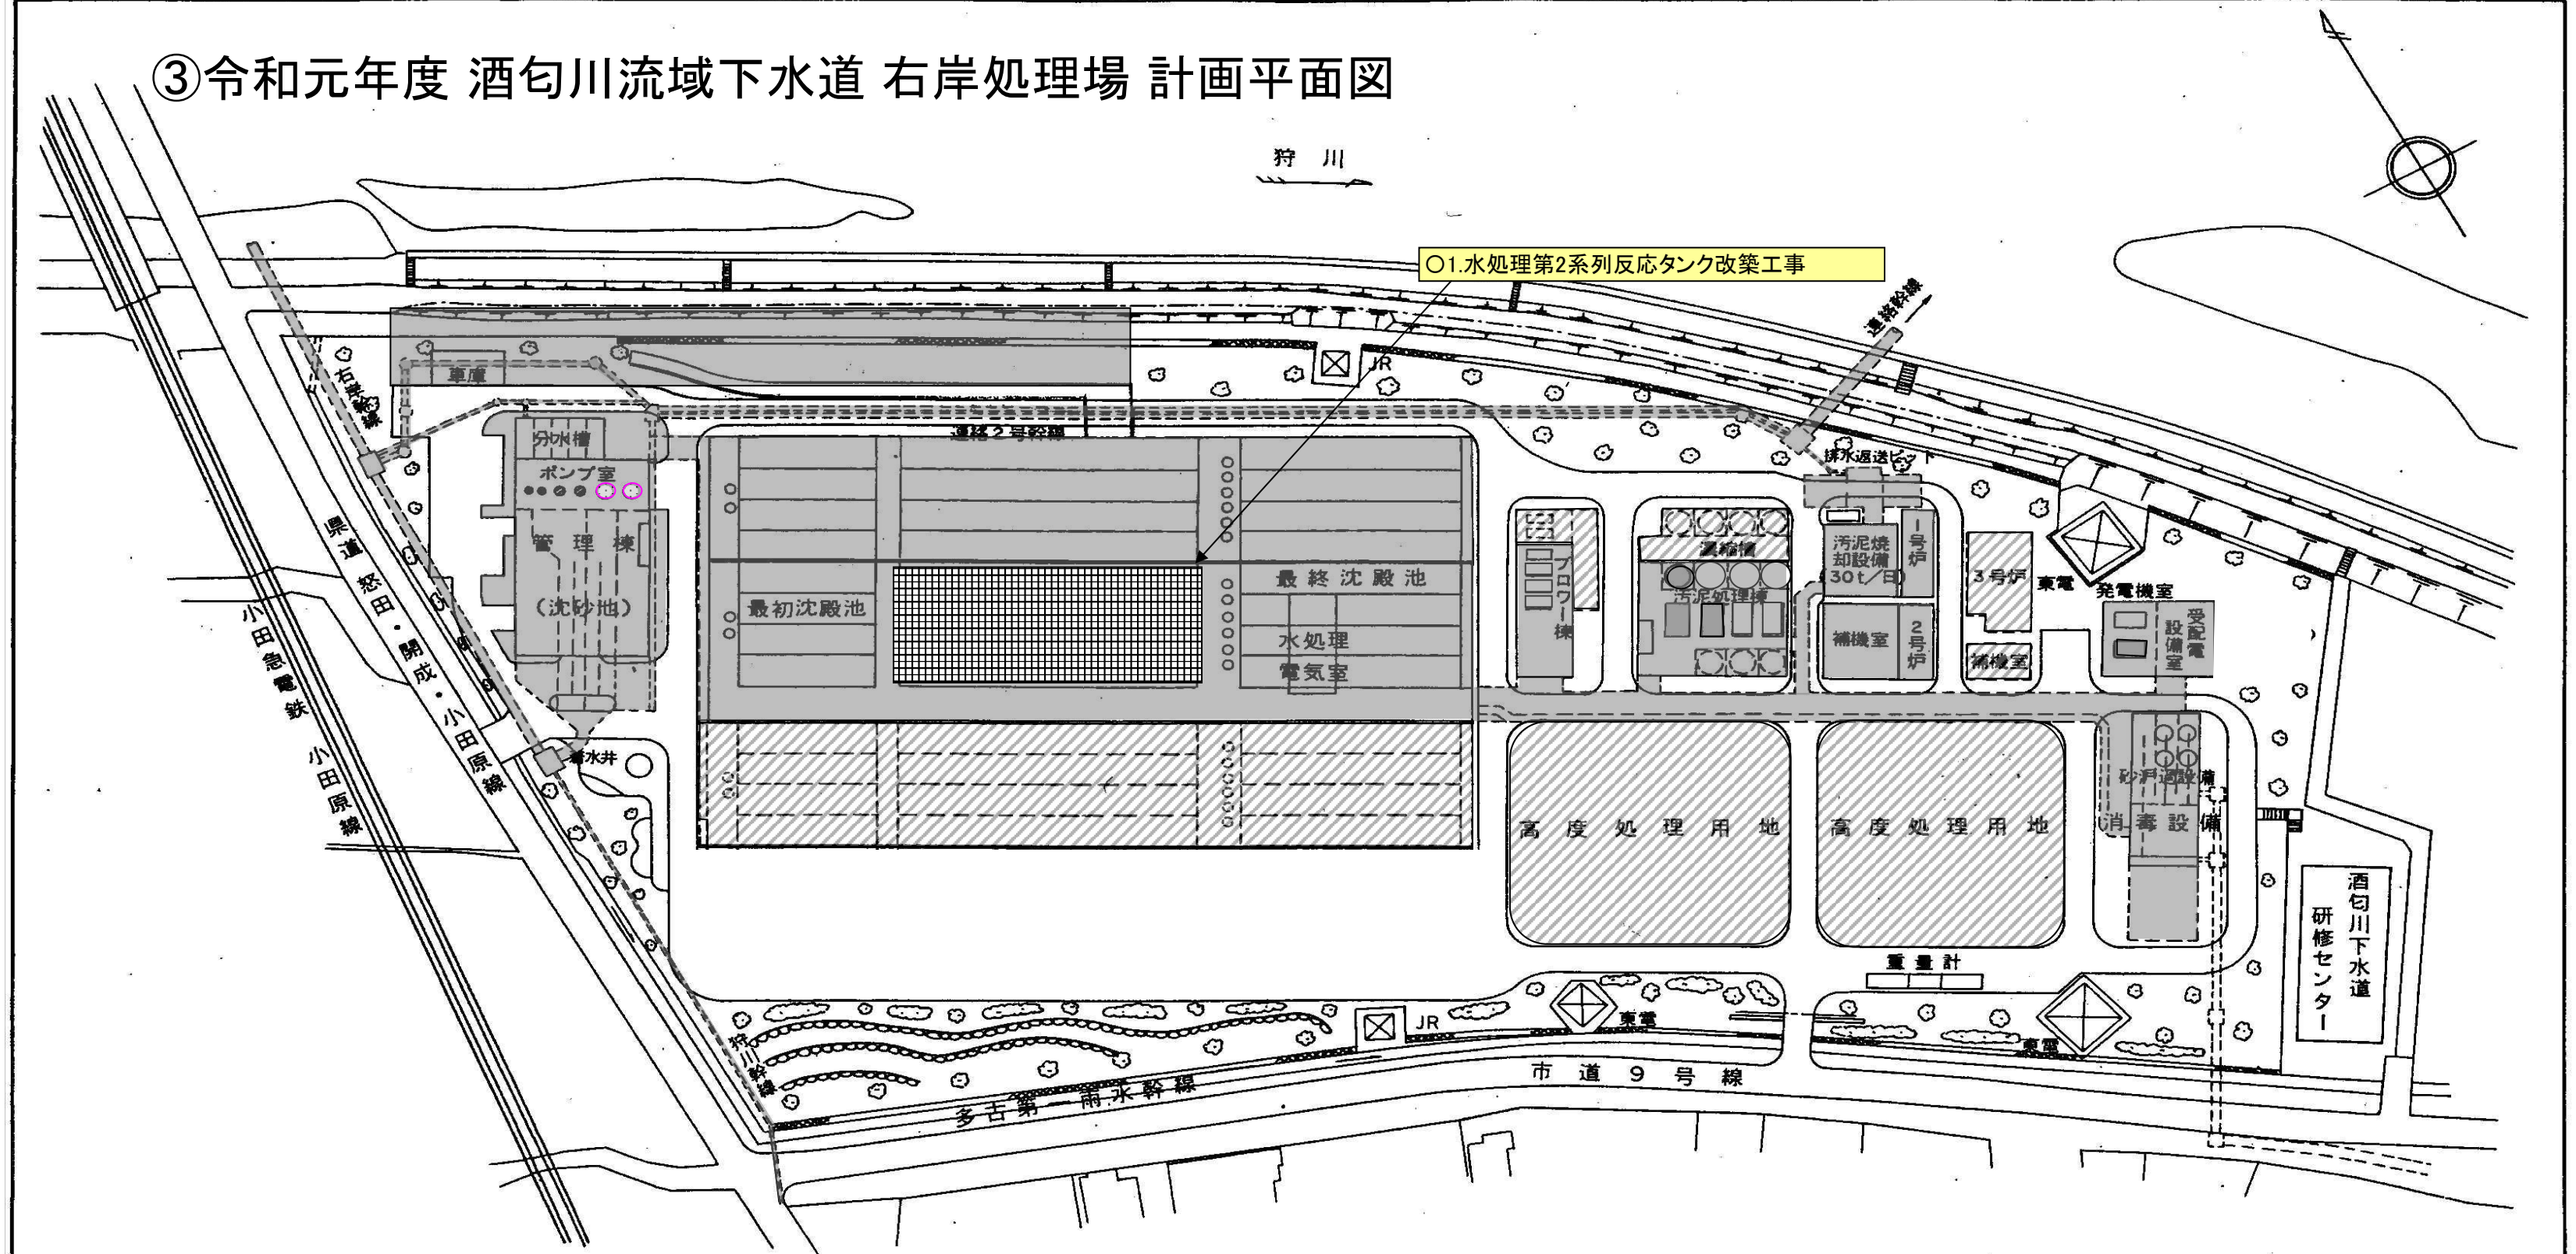 ③令和元年度 酒匂川流域下水道 右岸処理場 計画平面図
狩 川
〇1.水処理第2系列反応タンク改築工事
連絡幹線
JR
車庫
右岸幹線
連絡2号幹線
分水槽
ポンプ室
排水返送ピット
管 理 棟
(沈砂地)
最初沈殿池
最 終 沈 殿 池
水処理
電気室
ブロワー棟
濃縮槽
汚泥処理棟
汚泥焼
却設備
30t/日)
1号炉
補機室
2号炉
3号炉
補機室
東電
発電機室
受配電
設備室
県道 怒田・開成・小田原線
小田急電鉄 小田原線
着水井
高 度 処 理 用 地
高 度 処 理 用 地
砂ろ過設備
消 毒 設 備
酒匂川下水道
研修センター
重 量 計
狩川幹線
JR
東電
東電
多古第一雨水幹線
市 道 9 号 線